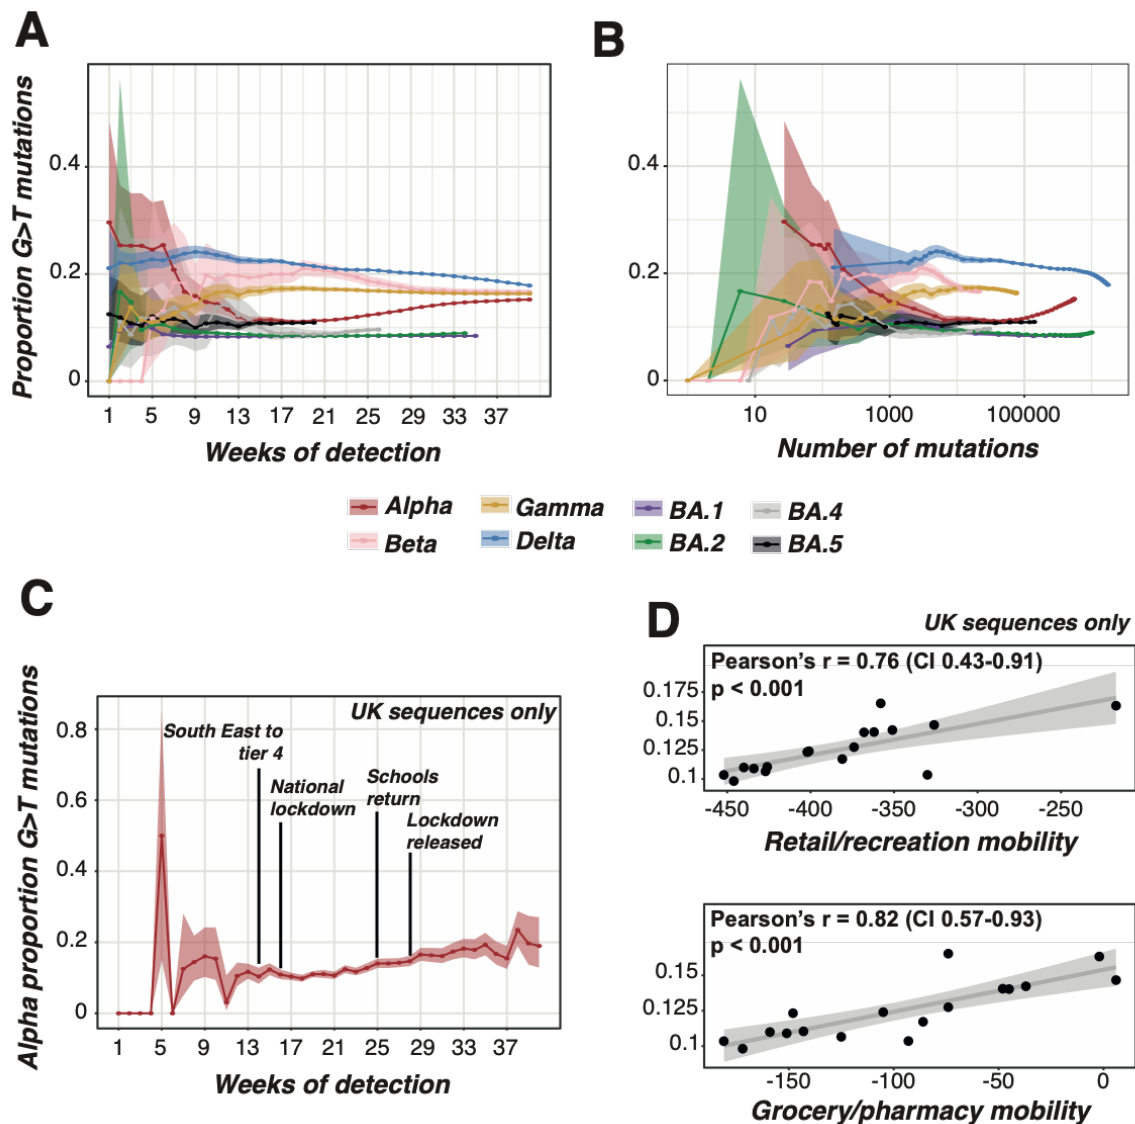 A
B
Proportion G>T mutations
0.4
0.2
0
1 5 9 13 17 21 25 29 33 37
Weeks of detection
0.4
0.2
0
10 1000 100000
Number of mutations
Alpha Gamma BA.1 BA.4
Beta Delta BA.2 BA.5
C
Alpha proportion G>T mutations
UK sequences only
South East to
tier 4
National
lockdown
Schools
return
Lockdown
released
0.8
0.6
0.4
0.2
0
1 5 9 13 17 21 25 29 33 37
Weeks of detection
D
UK sequences only
Pearson's r = 0.76 (CI 0.43-0.91)
p < 0.001
0.175
0.15
0.125
0.1
-450 -400 -350 -300 -250
Retail/recreation mobility
Pearson's r = 0.82 (CI 0.57-0.93)
p < 0.001
0.15
0.125
0.1
-150 -100 -50 0
Grocery/pharmacy mobility